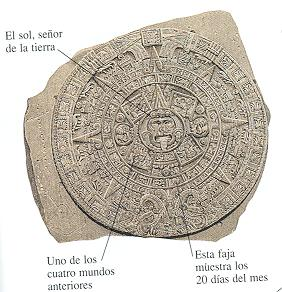 El sol, señor
de la tierra
Uno de los
cuatro mundos
anteriores
Esta faja
muestra los
20 días del mes